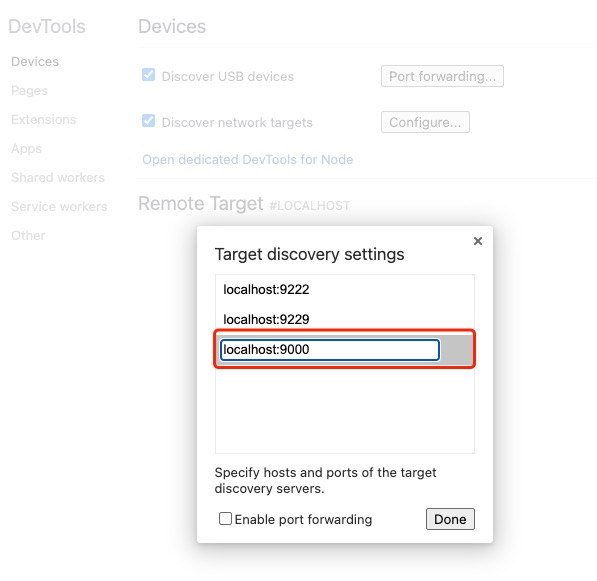 DevTools
Devices
Pages
Extensions
Apps
Shared workers
Service workers
Other
Devices
Discover USB devices
Port forwarding...
Discover network targets
Configure...
Open dedicated DevTools for Node
Remote Target #LOCALHOST
Target discovery settings
×
localhost:9222
localhost:9229
localhost:9000
Specify hosts and ports of the target
discovery servers.
Enable port forwarding
Done